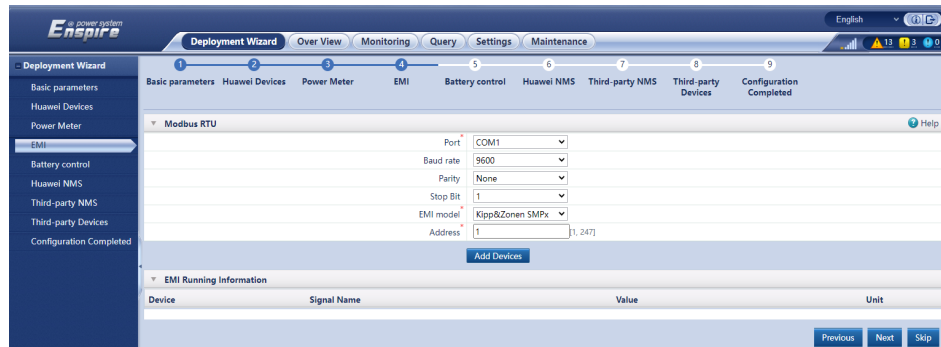 Enspire @ power system
English
Deployment Wizard Over View Monitoring Query Settings Maintenance
13 3 0
Deployment Wizard
Basic parameters
Huawei Devices
Power Meter
EMI
Battery control
Huawei NMS
Third-party NMS
Third-party Devices
Configuration Completed
1 2 3 4 5 6 7 8 9
Basic parameters Huawei Devices Power Meter EMI Battery control Huawei NMS Third-party NMS Third-party Devices Configuration Completed
Modbus RTU Help
Port * COM1
Baud rate 9600
Parity None
Stop Bit 1
EMI model * Kipp&Zonen SMPx
Address * 1 [1, 247]
Add Devices
EMI Running Information
Device Signal Name Value Unit
Previous Next Skip